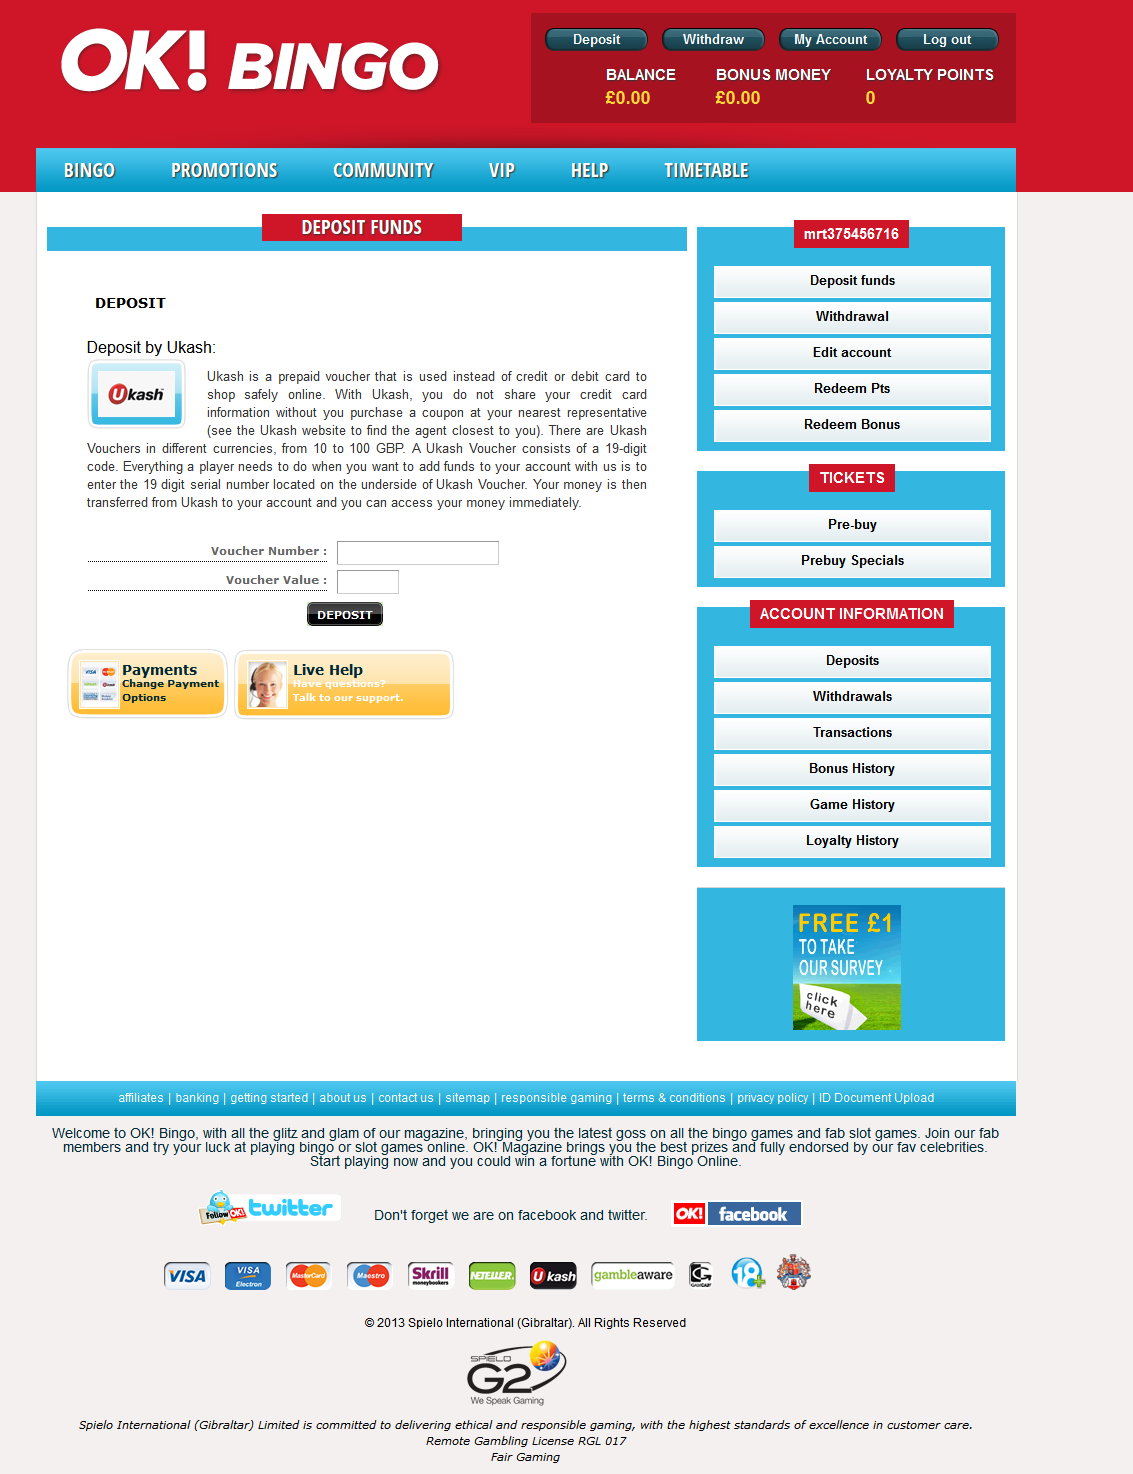 OK! BINGO
Deposit
Withdraw
My Account
Log out
BALANCE
BONUS MONEY
LOYALTY POINTS
£0.00
£0.00
0
BINGO
PROMOTIONS
COMMUNITY
VIP
HELP
TIMETABLE
DEPOSIT FUNDS
DEPOSIT
Deposit by Ukash:
Ukash
Ukash is a prepaid voucher that is used instead of credit or debit card to
shop safely online. With Ukash, you do not share your credit card
information without you purchase a coupon at your nearest representative
(see the Ukash website to find the agent closest to you). There are Ukash
Vouchers in different currencies, from 10 to 100 GBP. A Ukash Voucher consists of a 19-digit
code. Everything a player needs to do when you want to add funds to your account with us is to
enter the 19 digit serial number located on the underside of Ukash Voucher. Your money is then
transferred from Ukash to your account and you can access your money immediately.
Voucher Number :
Voucher Value :
DEPOSIT
Payments
Change Payment
Options
Live Help
Have questions?
Talk to our support.
mrt375456716
Deposit funds
Withdrawal
Edit account
Redeem Pts
Redeem Bonus
TICKETS
Pre-buy
Prebuy Specials
ACCOUNT INFORMATION
Deposits
Withdrawals
Transactions
Bonus History
Game History
Loyalty History
FREE £1
TO TAKE
OUR SURVEY
click
here
affiliates | banking | getting started | about us | contact us | sitemap | responsible gaming | terms & conditions | privacy policy | ID Document Upload
Welcome to OK! Bingo, with all the glitz and glam of our magazine, bringing you the latest goss on all the bingo games and fab slot games. Join our fab
members and try your luck at playing bingo or slot games online. OK! Magazine brings you the best prizes and fully endorsed by our fav celebrities.
Start playing now and you could win a fortune with OK! Bingo Online.
Follow OK! twitter
Don't forget we are on facebook and twitter.
OK! facebook
VISA
VISA Electron
MasterCard
Maestro
Skrill moneybookers
NETELLER
Ukash
gambleaware
GAMCARE
18+
© 2013 Spielo International (Gibraltar). All Rights Reserved
SPIELO
G2
We Speak Gaming
Spielo International (Gibraltar) Limited is committed to delivering ethical and responsible gaming, with the highest standards of excellence in customer care.
Remote Gambling License RGL 017
Fair Gaming